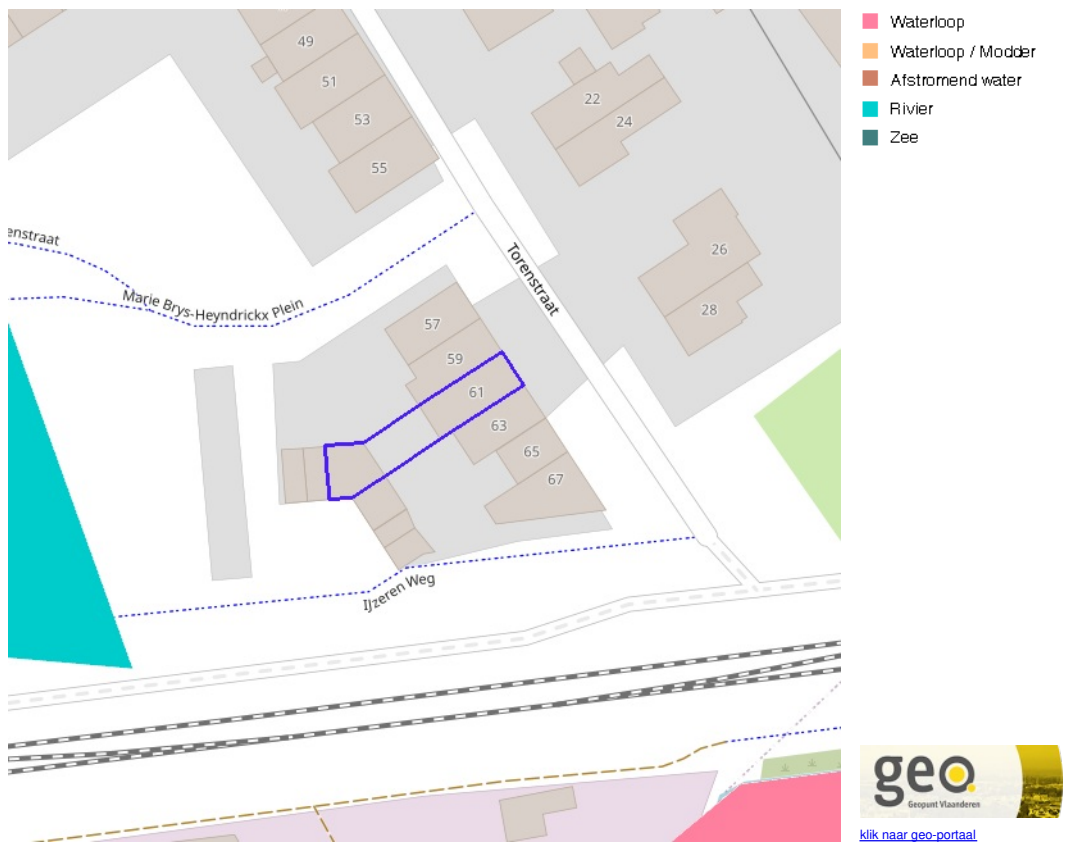 49
51
53
55
22
24
26
28
enstraat
Marie Brys-Heyndrickx Plein
Torenstraat
57
59
61
63
65
67
IJzeren Weg
Waterloop
Waterloop / Modder
Afstromend water
Rivier
Zee
geo
Geopunt Vlaanderen
klik naar geo-portaal